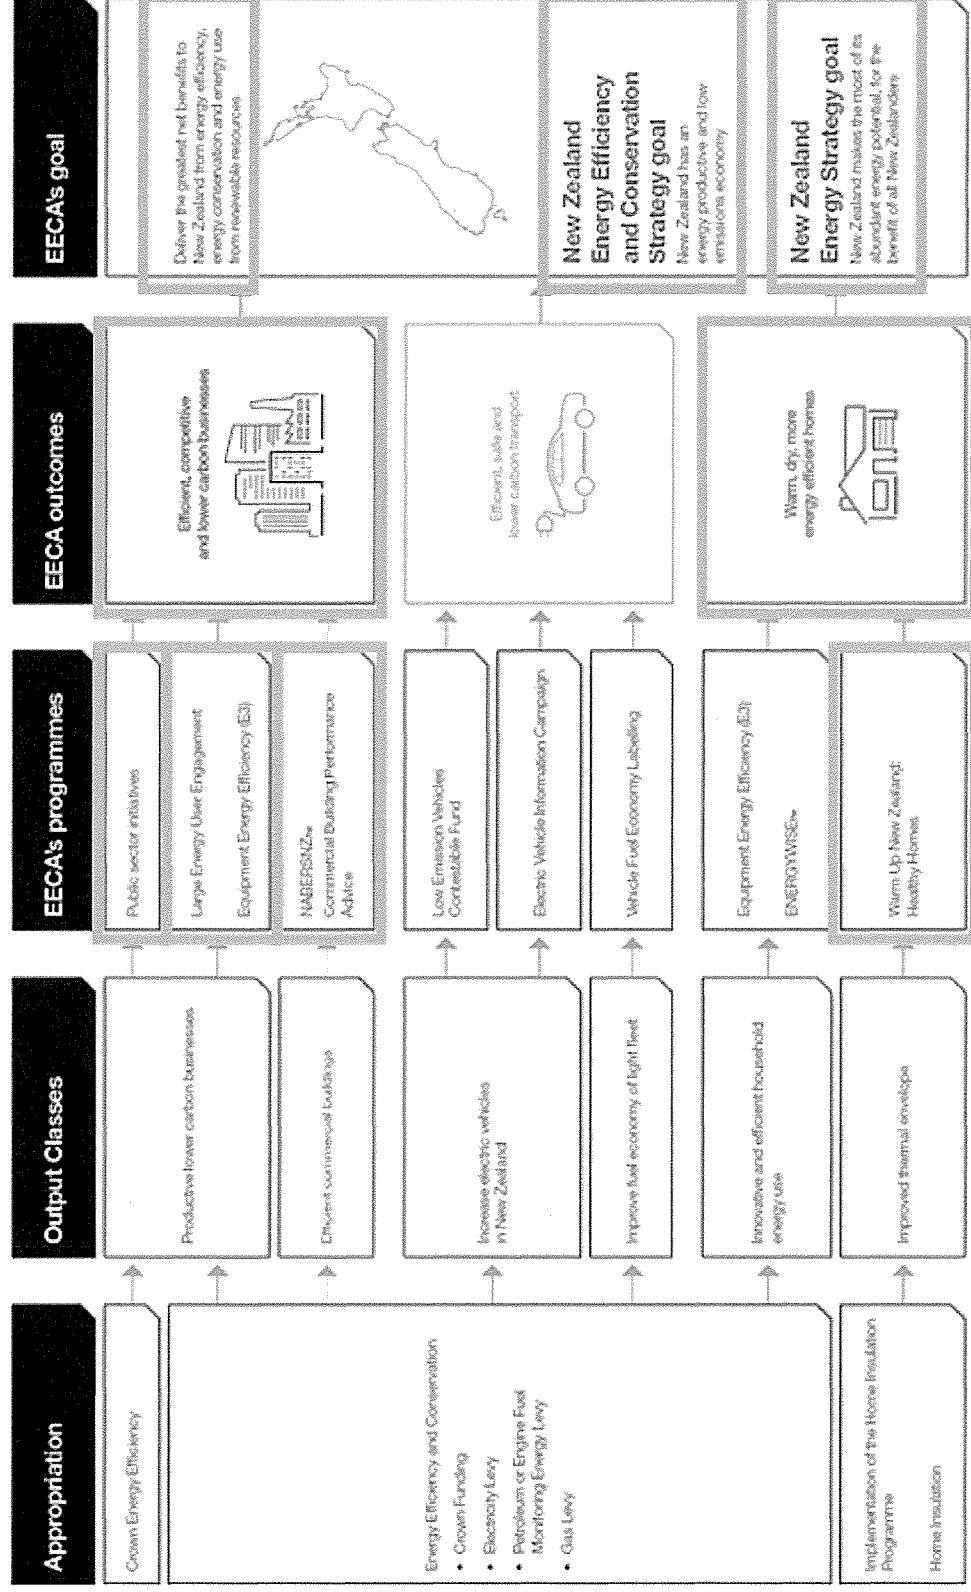 Appropriation
Crown Energy Efficiency
Energy Efficiency and Conservation
• Crown Funding
• Electricity Levy
• Petroleum or Engine Fuel
Monitoring Energy Levy
• Gas Levy
Implementation of the Home Insulation
Programme
Home Insulation
Output Classes
Productive lower carbon businesses
Efficient commercial buildings
Increase electric vehicles
in New Zealand
Improve fuel economy of light fleet
Innovative and efficient household
energy use
Improved thermal envelope
EECA's programmes
Public sector initiatives
Large Energy User Engagement
Equipment Energy Efficiency (E3)
NABERSNZ™
Commercial Building Performance
Advice
Low Emission Vehicles
Contestable Fund
Electric Vehicle Information Campaign
Vehicle Fuel Economy Labelling
Equipment Energy Efficiency (E3)
ENERGYWISE™
Warm Up New Zealand:
Healthy Homes
EECA outcomes
Efficient, competitive
and lower carbon businesses
Efficient, safe and
lower carbon transport
Warm, dry, more
energy efficient homes
EECA's goal
Deliver the greatest net benefits to
New Zealand from energy efficiency,
energy conservation and energy use
from renewable resources
New Zealand
Energy Efficiency
and Conservation
Strategy goal
New Zealand has an
energy productive and low
emissions economy
New Zealand
Energy Strategy goal
New Zealand makes the most of its
abundant energy potential, for the
benefit of all New Zealanders